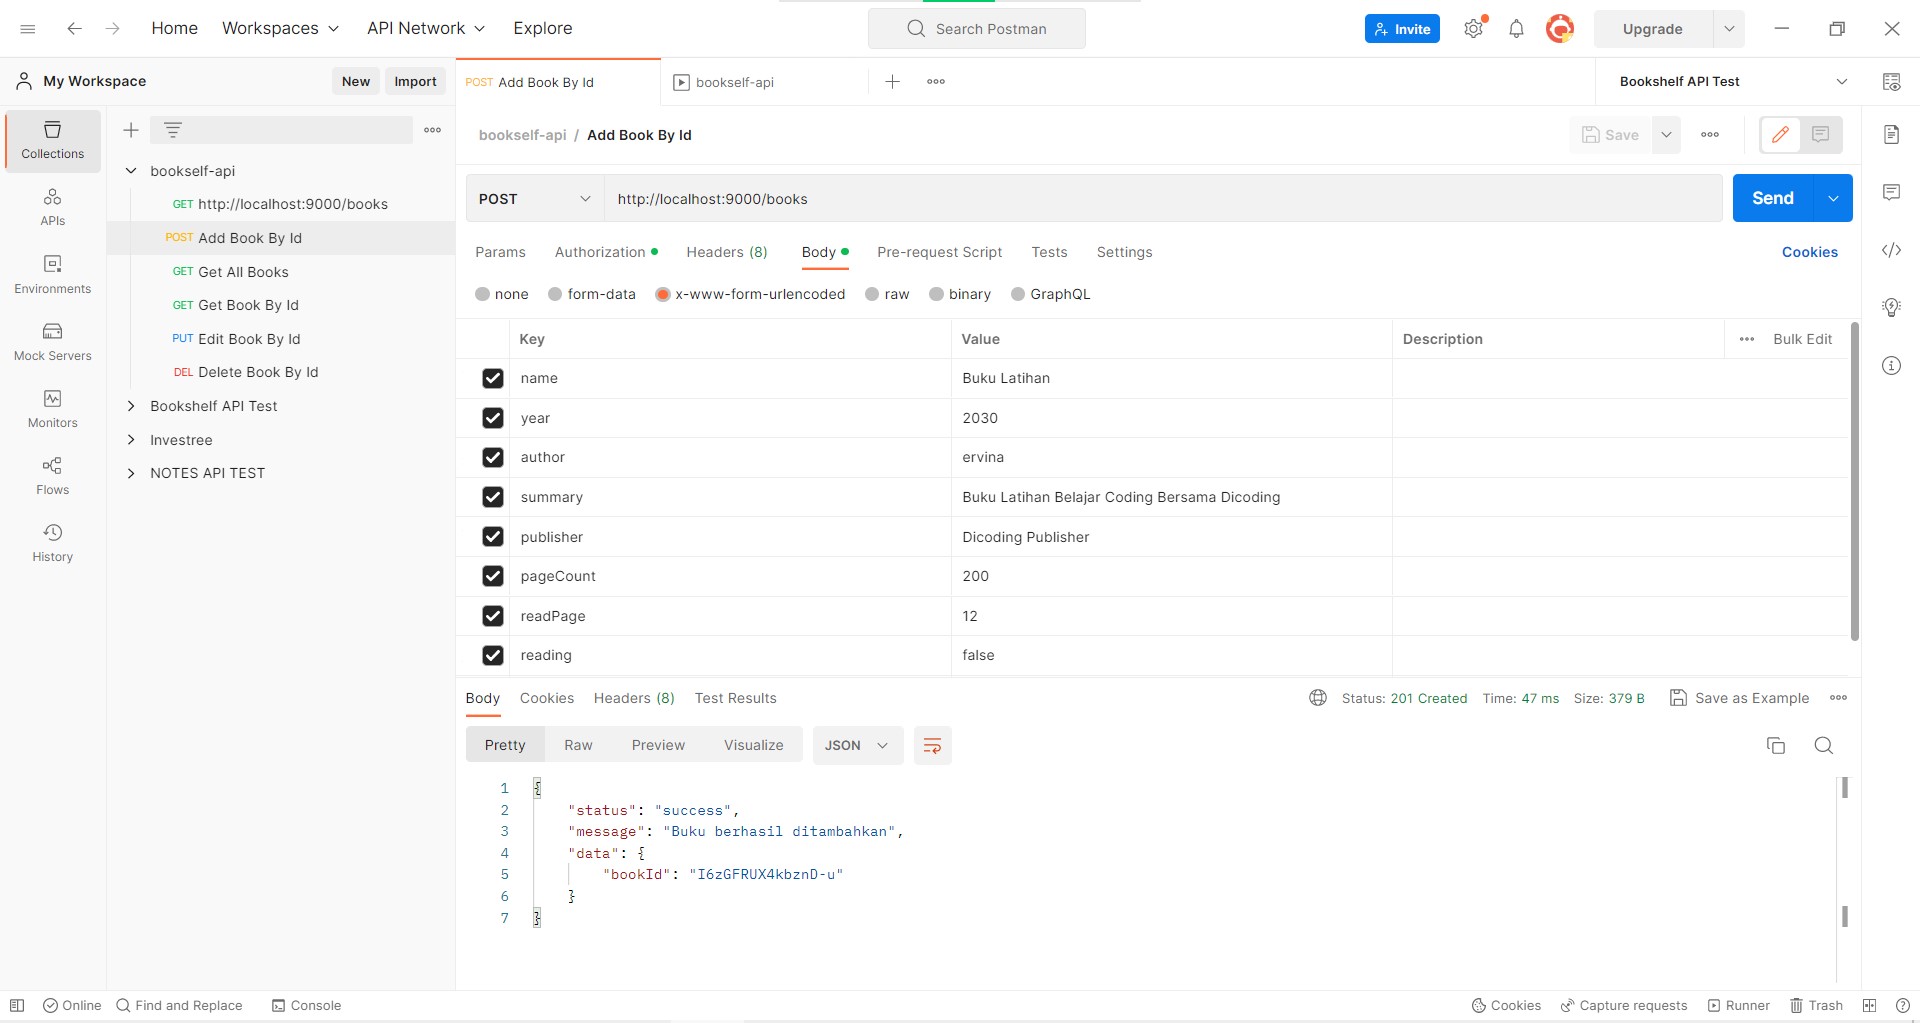 Home Workspaces API Network Explore Search Postman Invite Upgrade
My Workspace New Import POST Add Book By Id bookself-api Bookshelf API Test
Collections
APIs
Environments
Mock Servers
Monitors
Flows
History
bookself-api
GET http://localhost:9000/books
POST Add Book By Id
GET Get All Books
GET Get Book By Id
PUT Edit Book By Id
DEL Delete Book By Id
Bookshelf API Test
Investree
NOTES API TEST
bookself-api / Add Book By Id Save
POST http://localhost:9000/books Send
Params Authorization Headers (8) Body Pre-request Script Tests Settings Cookies
none form-data x-www-form-urlencoded raw binary GraphQL
Key Value Description Bulk Edit
name Buku Latihan
year 2030
author ervina
summary Buku Latihan Belajar Coding Bersama Dicoding
publisher Dicoding Publisher
pageCount 200
readPage 12
reading false
Body Cookies Headers (8) Test Results Status: 201 Created Time: 47 ms Size: 379 B Save as Example
Pretty Raw Preview Visualize JSON
1 {
2 "status": "success",
3 "message": "Buku berhasil ditambahkan",
4 "data": {
5 "bookId": "I6zGFRUX4kbznD-u"
6 }
7 }
Online Find and Replace Console Cookies Capture requests Runner Trash